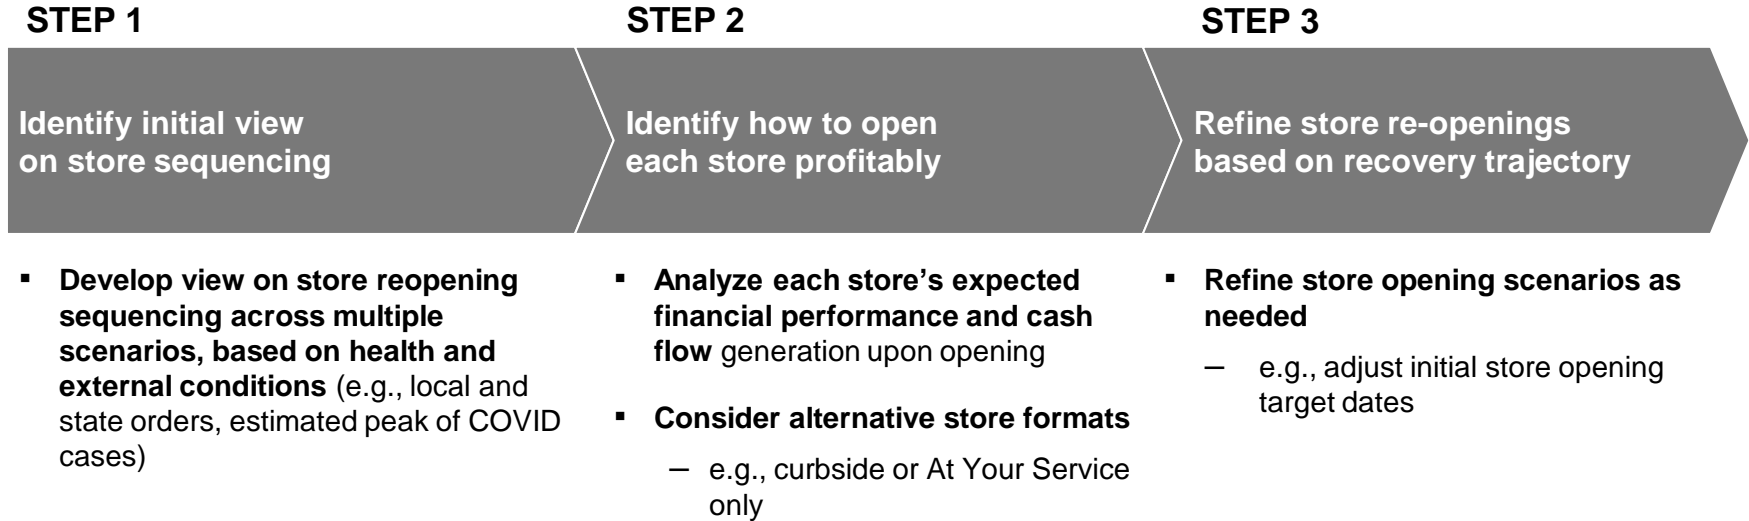 STEP 1
Identify initial view
on store sequencing
▪ Develop view on store reopening
sequencing across multiple
scenarios, based on health and
external conditions (e.g., local and
state orders, estimated peak of COVID
cases)
STEP 2
Identify how to open
each store profitably
▪ Analyze each store’s expected
financial performance and cash
flow generation upon opening
▪ Consider alternative store formats
– e.g., curbside or At Your Service
only
STEP 3
Refine store re-openings
based on recovery trajectory
▪ Refine store opening scenarios as
needed
– e.g., adjust initial store opening
target dates